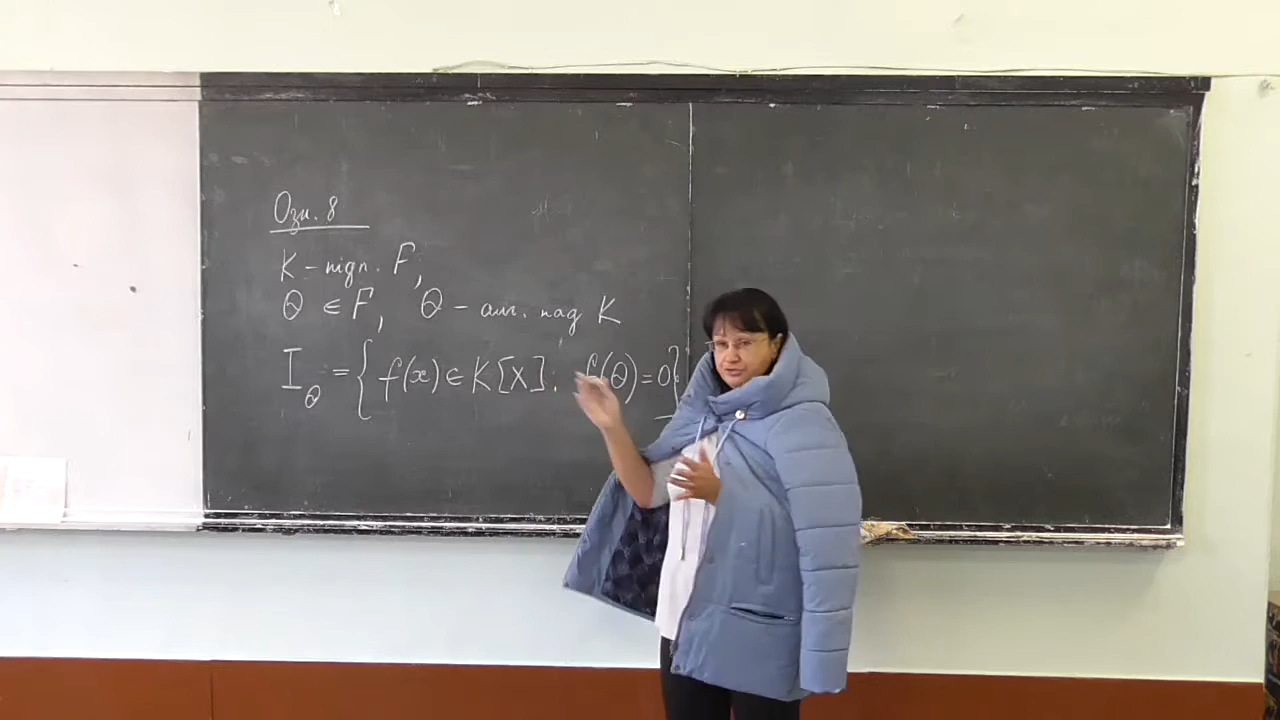 Озн. 8
K – підп. F,
θ ∈ F, θ – алг. над K
I_θ = { f(x) ∈ K[X] : f(θ) = 0 }